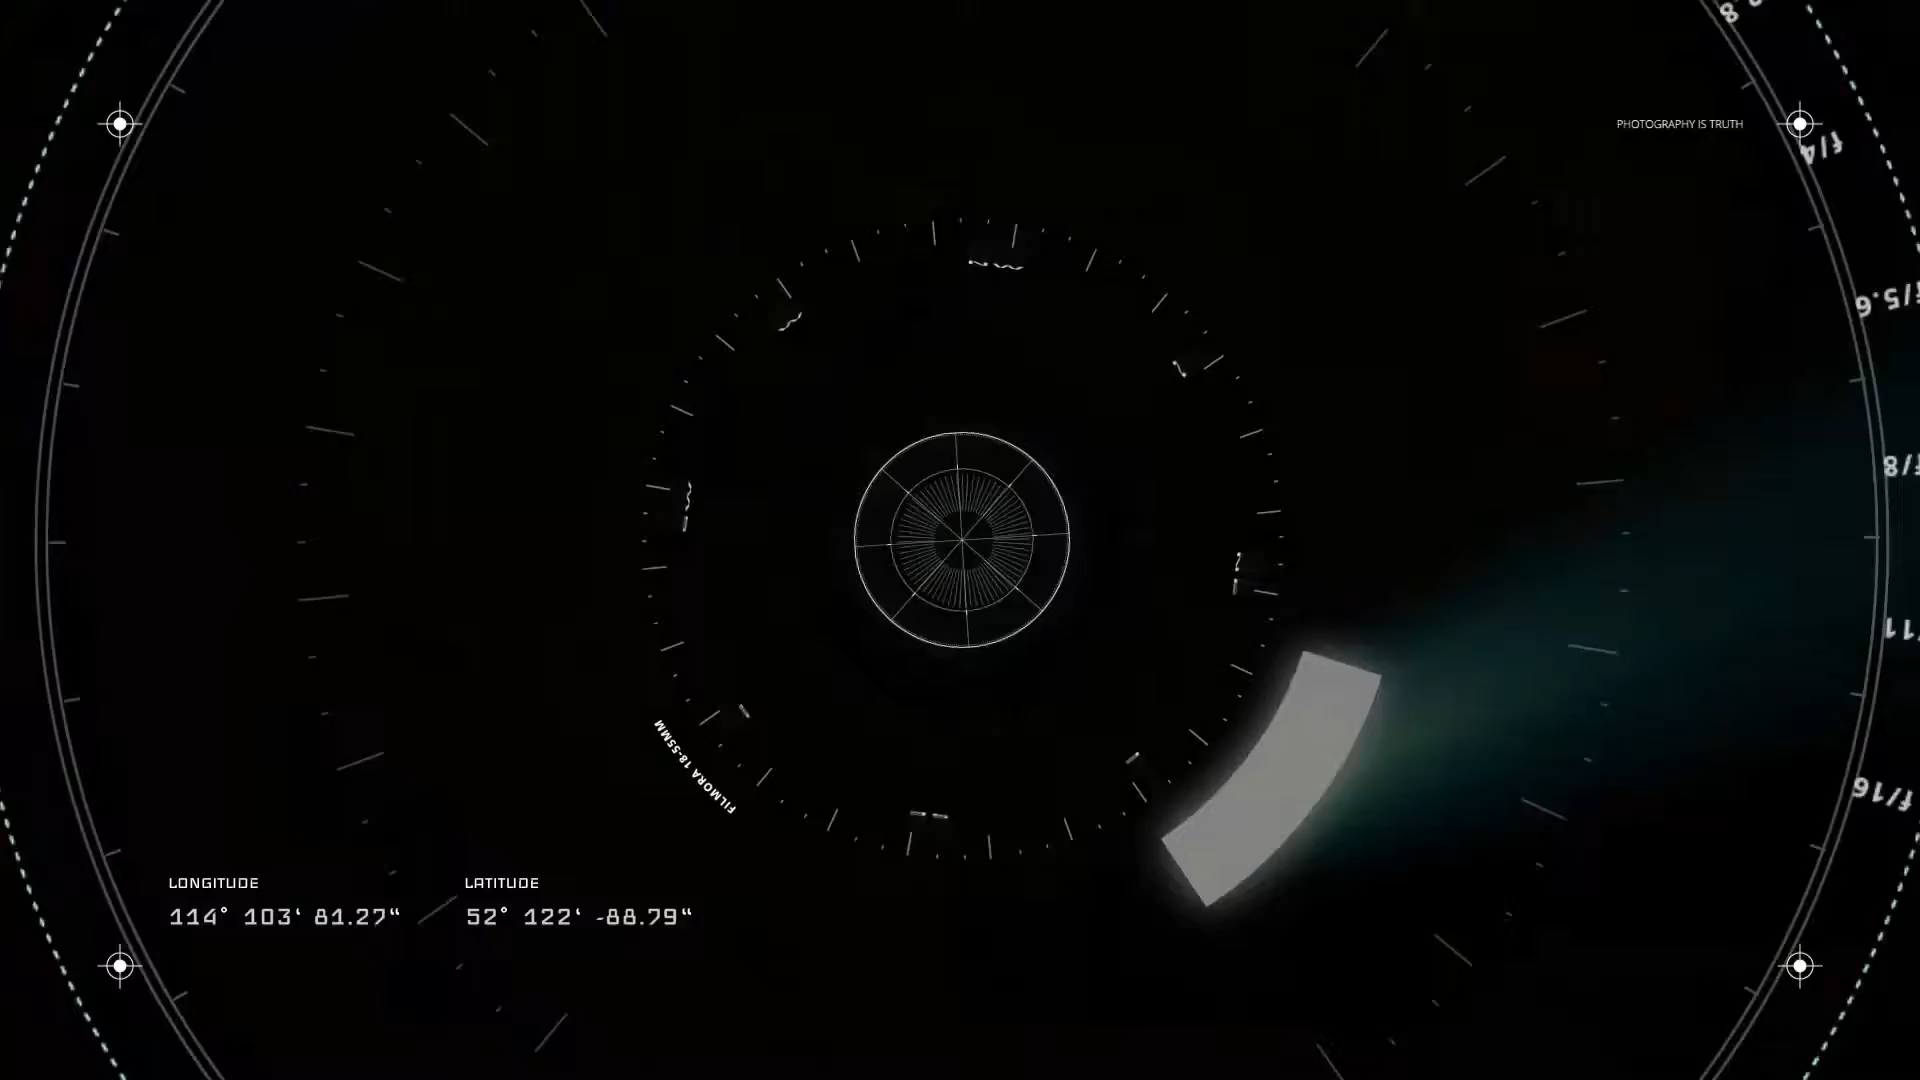 PHOTOGRAPHY IS TRUTH
f/4
f/5.6
f/8
f/16
FILMORA 18-55MM
LONGITUDE
114° 103‘ 81.27“
LATITUDE
52° 122‘ -88.79“